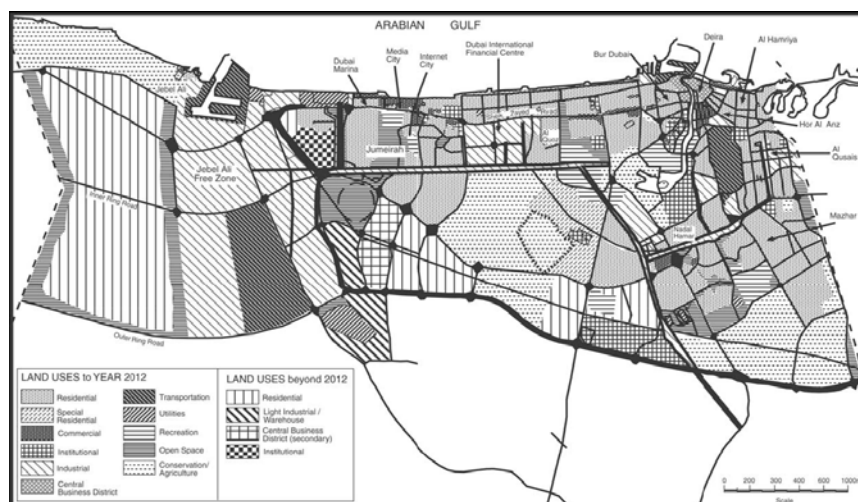 ARABIAN GULF
Deira
Al Hamriya
Dubai International
Financial Centre
Bur Dubai
Internet
City
Media
City
Dubai
Marina
Jebel Ali
Hor Al Anz
Al
Quoz
Jumeirah
Al
Qusais
Jebel Ali
Free Zone
Inner Ring Road
Mazhar
Nadal
Hamar
Outer Ring Road
LAND USES to YEAR 2012
Residential
Special
Residential
Commercial
Institutional
Industrial
Central
Business District
Transportation
Utilities
Recreation
Open Space
Conservation/
Agriculture
LAND USES beyond 2012
Residential
Light Industrial /
Warehouse
Central Business
District (secondary)
Institutional
0 200 400 600 800
Scale